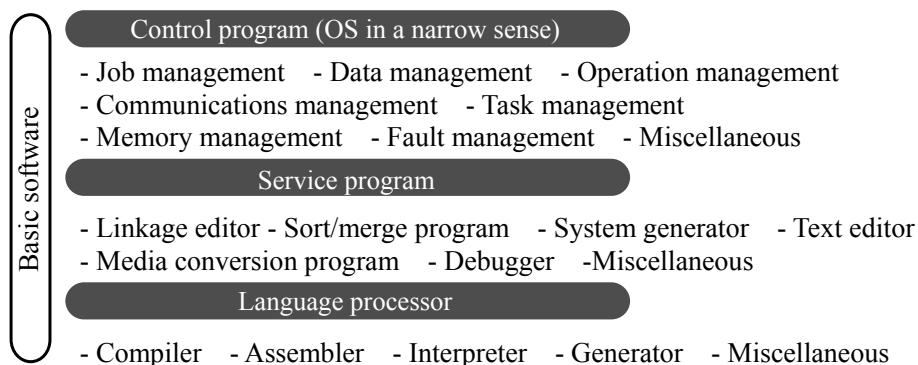 Basic software
Control program (OS in a narrow sense)
- Job management - Data management - Operation management
- Communications management - Task management
- Memory management - Fault management - Miscellaneous
Service program
- Linkage editor - Sort/merge program - System generator - Text editor
- Media conversion program - Debugger -Miscellaneous
Language processor
- Compiler - Assembler - Interpreter - Generator - Miscellaneous